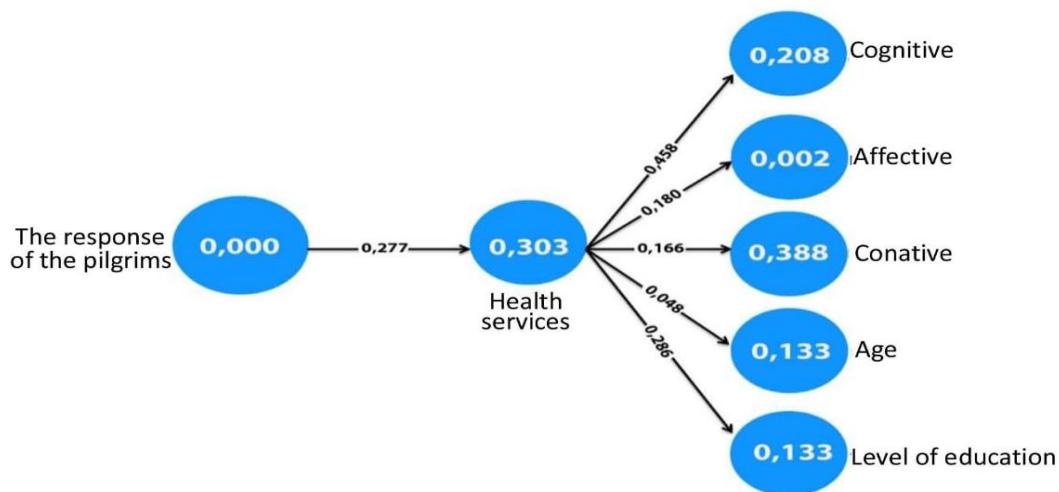 0,208
Cognitive
0,458
0,002
Affective
0,180
The response
of the pilgrims
0,000
0,277
0,303
Health
services
0,166
0,388
Conative
0,048
0,133
Age
0,286
0,133
Level of education